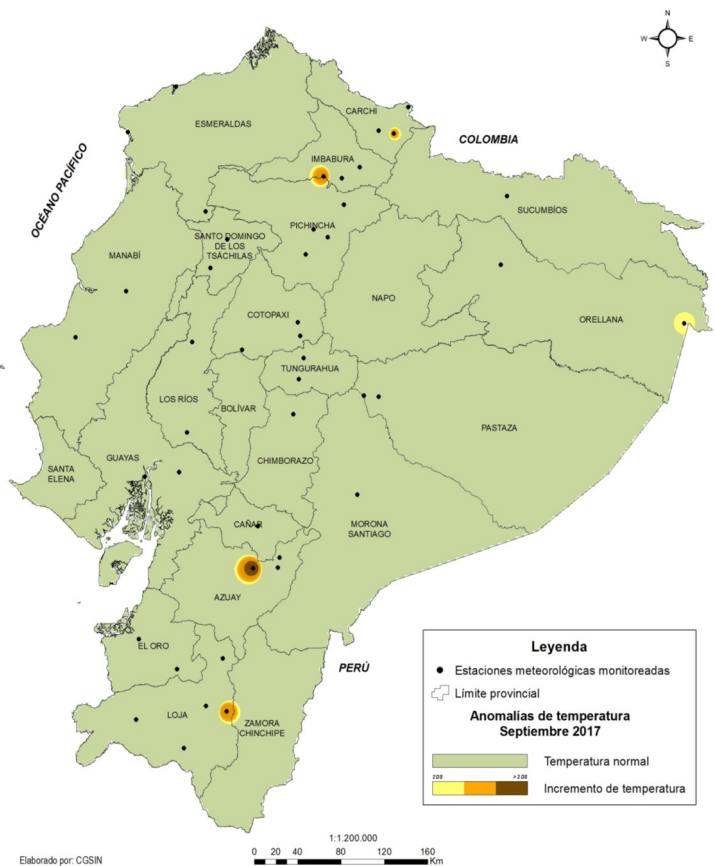 N
W E
S
CARCHI
ESMERALDAS
COLOMBIA
IMBABURA
OCÉANO PACÍFICO
SUCUMBÍOS
PICHINCHA
SANTO DOMINGO
DE LOS
TSÁCHILAS
MANABÍ
NAPO
COTOPAXI
ORELLANA
TUNGURAHUA
LOS RÍOS
BOLÍVAR
PASTAZA
GUAYAS
CHIMBORAZO
SANTA
ELENA
CAÑAR
MORONA
SANTIAGO
AZUAY
EL ORO
PERÚ
LOJA
ZAMORA
CHINCHIPE
Leyenda
Estaciones meteorológicas monitoreadas
Límite provincial
Anomalías de temperatura
Septiembre 2017
Temperatura normal
Incremento de temperatura
1:1.200.000
0 20 40 80 120 160
Km
Elaborado por: CGSIN